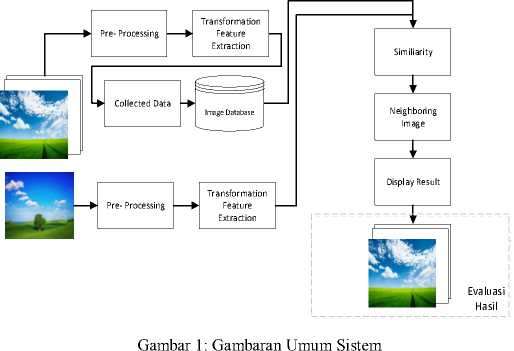 Pre- Processing
Transformation
Feature
Extraction
Collected Data
Image Database
Pre- Processing
Transformation
Feature
Extraction
Similiarity
Neighboring
Image
Display Result
Evaluasi
Hasil
Gambar 1: Gambaran Umum Sistem